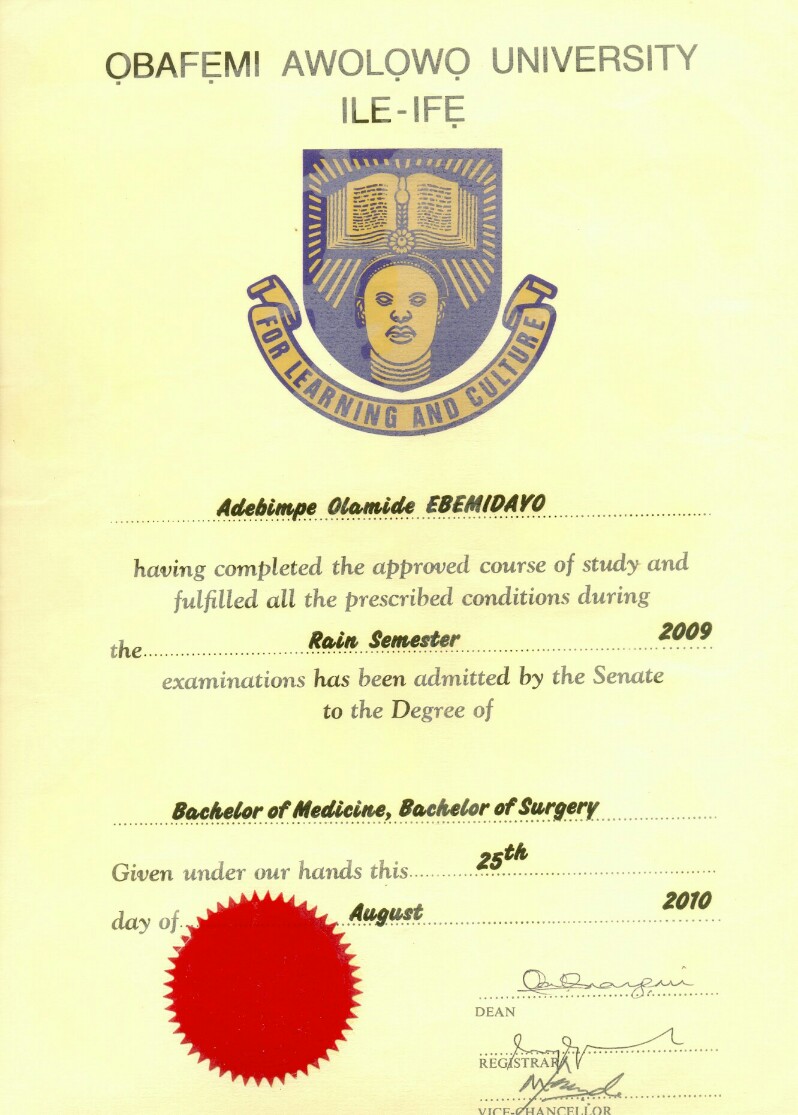 ỌBAFẸMI AWOLỌWỌ UNIVERSITY
ILE-IFẸ
FOR LEARNING AND CULTURE
Adebimpe Olamide EBEMIDAYO
having completed the approved course of study and
fulfilled all the prescribed conditions during
the Rain Semester 2009
examinations has been admitted by the Senate
to the Degree of
Bachelor of Medicine, Bachelor of Surgery
Given under our hands this 25th
day of August 2010
DEAN
REGISTRAR
VICE-CHANCELLOR